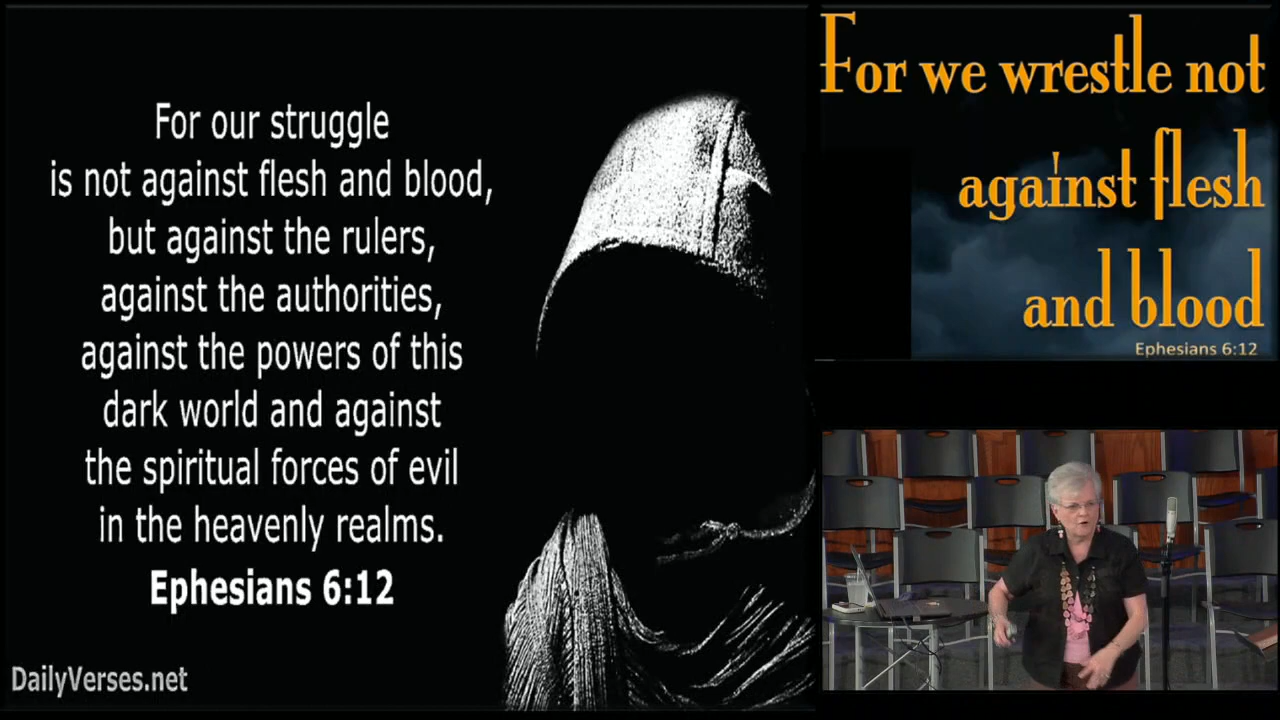 For our struggle
is not against flesh and blood,
but against the rulers,
against the authorities,
against the powers of this
dark world and against
the spiritual forces of evil
in the heavenly realms.
Ephesians 6:12
DailyVerses.net
For we wrestle not
against flesh
and blood
Ephesians 6:12